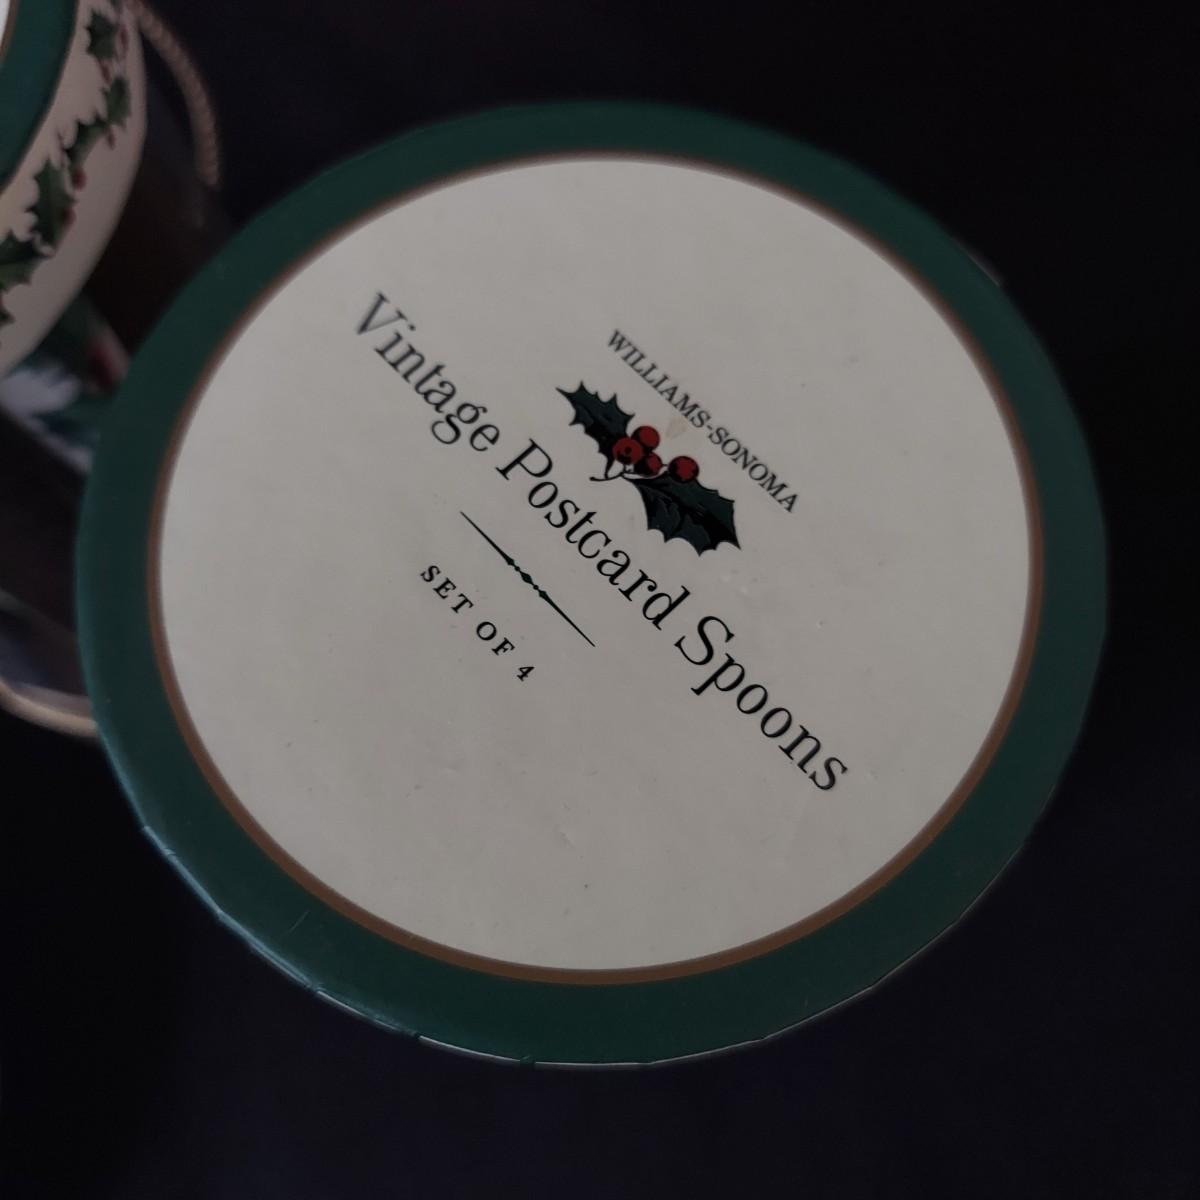 WILLIAMS-SONOMA
Vintage Postcard Spoons
SET OF 4